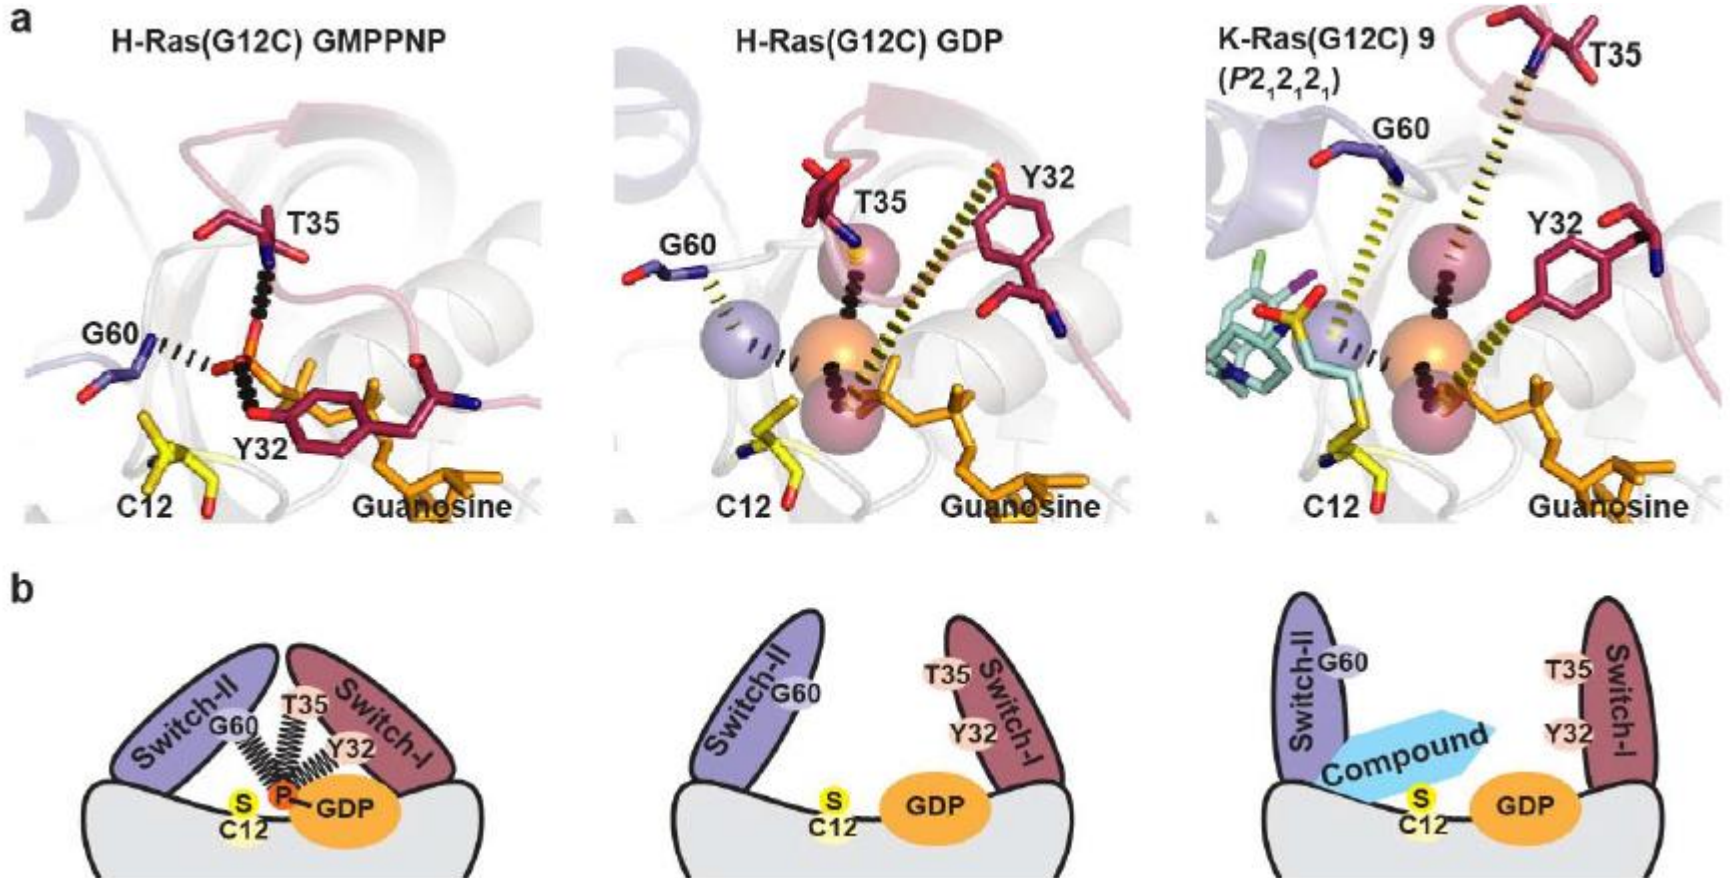 a
H-Ras(G12C) GMPPNP
T35
G60
Y32
C12
Guanosine
H-Ras(G12C) GDP
Y32
T35
G60
C12
Guanosine
K-Ras(G12C) 9
(P2₁2₁2₁)
T35
G60
Y32
C12
Guanosine
b
Switch-II
Switch-I
T35
G60
Y32
P
S
GDP
C12
Switch-II
Switch-I
T35
G60
Y32
S
GDP
C12
Switch-II
Switch-I
G60
T35
Y32
Compound
S
GDP
C12